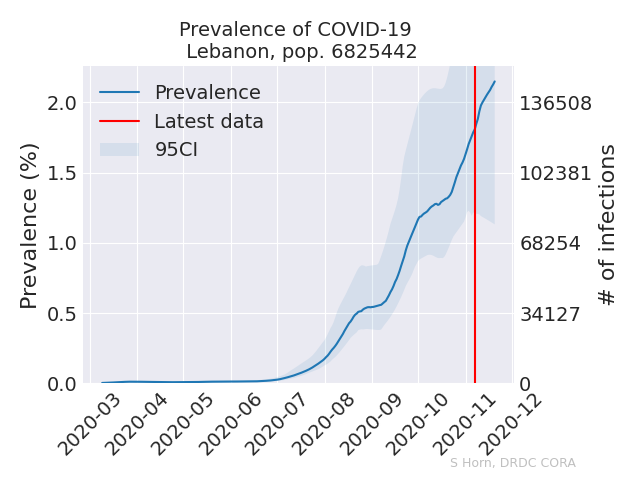 Prevalence of COVID-19
Lebanon, pop. 6825442
Prevalence
Latest data
95CI
Prevalence (%)
2.0
1.5
1.0
0.5
0.0
136508
102381
68254
34127
0
# of infections
2020-03
2020-04
2020-05
2020-06
2020-07
2020-08
2020-09
2020-10
2020-11
2020-12
S Horn, DRDC CORA